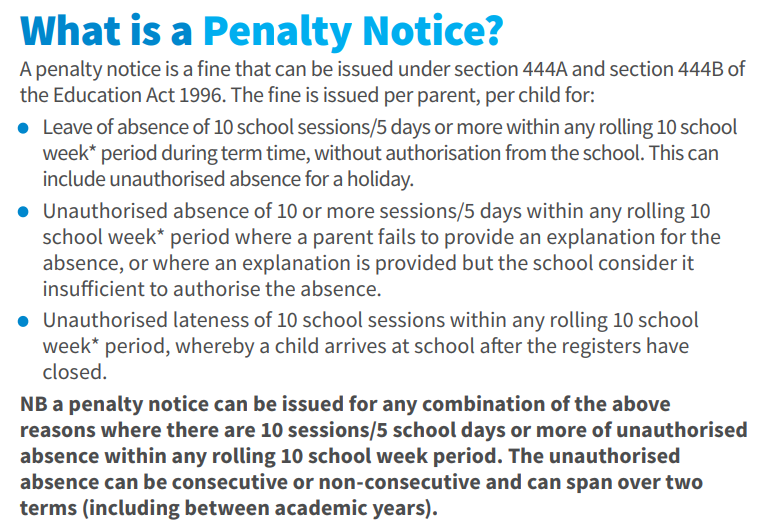 What is a Penalty Notice?
A penalty notice is a fine that can be issued under section 444A and section 444B of
the Education Act 1996. The fine is issued per parent, per child for:
● Leave of absence of 10 school sessions/5 days or more within any rolling 10 school
week* period during term time, without authorisation from the school. This can
include unauthorised absence for a holiday.
● Unauthorised absence of 10 or more sessions/5 days within any rolling 10
school week* period where a parent fails to provide an explanation for the
absence, or where an explanation is provided but the school consider it
insufficient to authorise the absence.
● Unauthorised lateness of 10 school sessions within any rolling 10 school
week* period, whereby a child arrives at school after the registers have
closed.
NB a penalty notice can be issued for any combination of the above
reasons where there are 10 sessions/5 school days or more of unauthorised
absence within any rolling 10 school week period. The unauthorised
absence can be consecutive or non-consecutive and can span over two
terms (including between academic years).